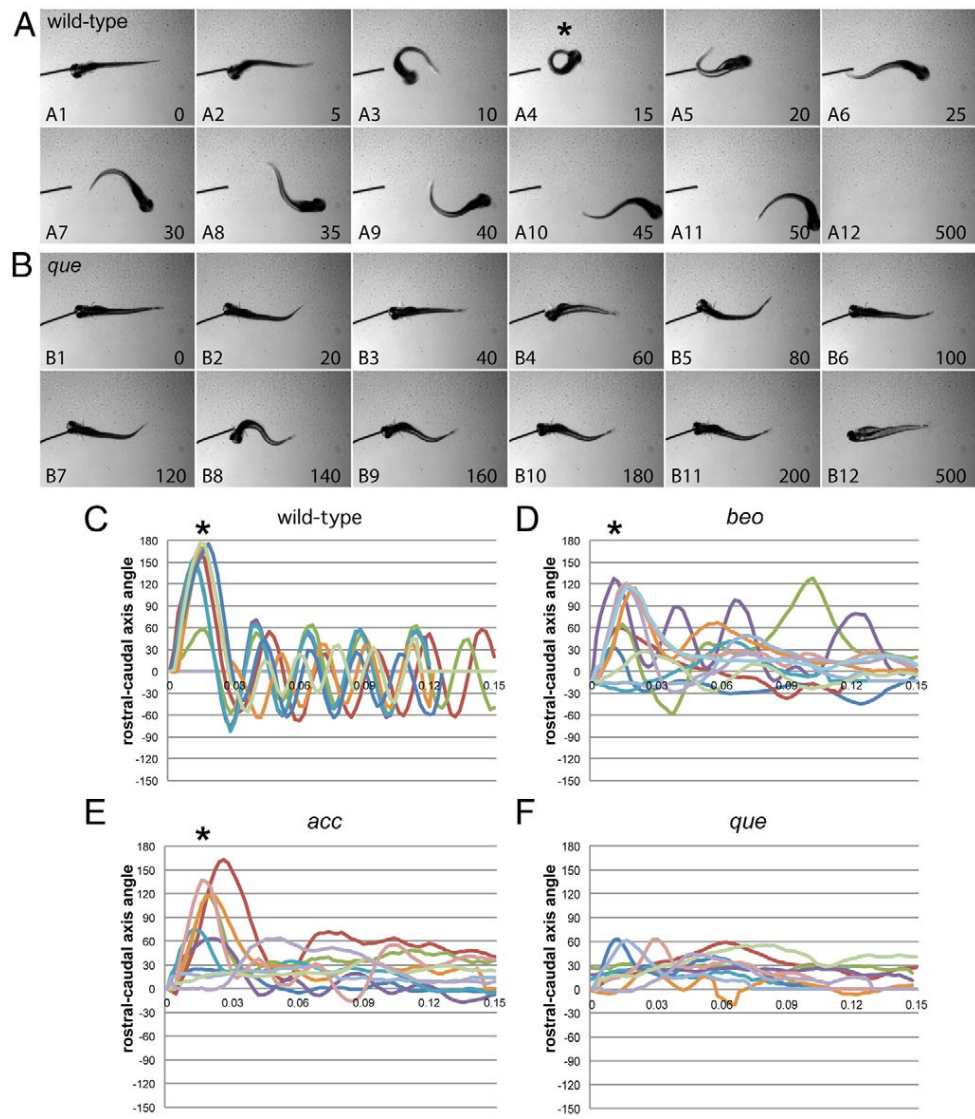 A wild-type *
A1 0 A2 5 A3 10 A4 15 A5 20 A6 25
A7 30 A8 35 A9 40 A10 45 A11 50 A12 500
B que
B1 0 B2 20 B3 40 B4 60 B5 80 B6 100
B7 120 B8 140 B9 160 B10 180 B11 200 B12 500
C wild-type
*
rostral-caudal axis angle
180
150
120
90
60
30
0
-30
-60
-90
-120
-150
0 0.03 0.06 0.09 0.12 0.15
D beo
*
rostral-caudal axis angle
180
150
120
90
60
30
0
-30
-60
-90
-120
-150
0 0.03 0.06 0.09 0.12 0.15
E acc
*
rostral-caudal axis angle
180
150
120
90
60
30
0
-30
-60
-90
-120
-150
0 0.03 0.06 0.09 0.12 0.15
F que
rostral-caudal axis angle
180
150
120
90
60
30
0
-30
-60
-90
-120
-150
0 0.03 0.06 0.09 0.12 0.15